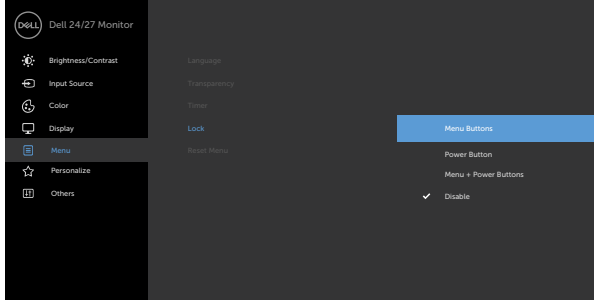 DELL
Dell 24/27 Monitor
Brightness/Contrast
Input Source
Color
Display
Menu
Personalize
Others
Language
Transparency
Timer
Lock
Reset Menu
Menu Buttons
Power Button
Menu + Power Buttons
Disable